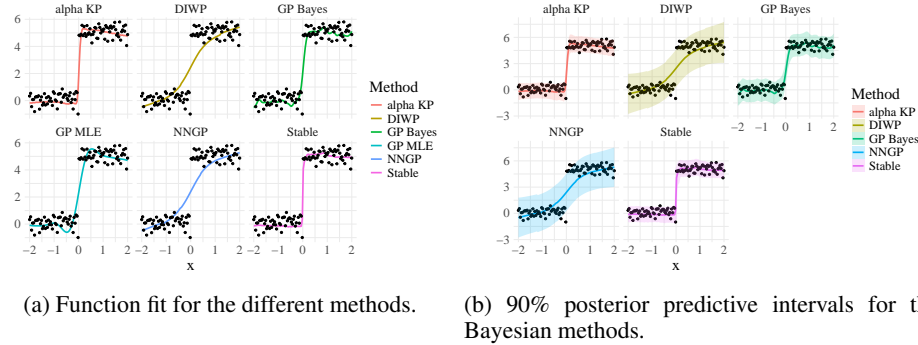 alpha KP DIWP GP Bayes
6
4
2
0
GP MLE NNGP Stable
6
4
2
0
−2 −1 0 1 2 −2 −1 0 1 2 −2 −1 0 1 2
x
Method
alpha KP
DIWP
GP Bayes
GP MLE
NNGP
Stable
(a) Function fit for the different methods.
alpha KP DIWP GP Bayes
6
3
0
−3
−2 −1 0 1 2
NNGP Stable
6
3
0
−3
−2 −1 0 1 2 −2 −1 0 1 2
x
Method
alpha KP
DIWP
GP Bayes
NNGP
Stable
(b) 90% posterior predictive intervals for
Bayesian methods.